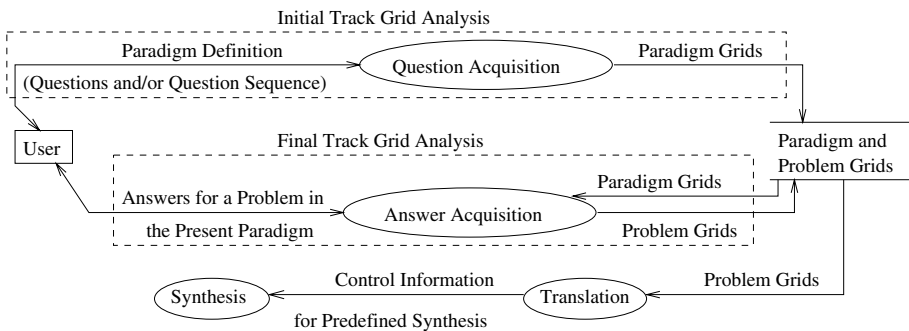 Initial Track Grid Analysis
Paradigm Definition
Paradigm Grids
Question Acquisition
(Questions and/or Question Sequence)
User
Final Track Grid Analysis
Paradigm and
Problem Grids
Paradigm Grids
Answers for a Problem in
Answer Acquisition
the Present Paradigm
Problem Grids
Control Information
Problem Grids
Synthesis
Translation
for Predefined Synthesis